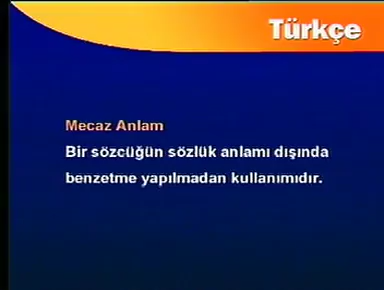 Türkçe
Mecaz Anlam
Bir sözcüğün sözlük anlamı dışında
benzetme yapılmadan kullanımıdır.